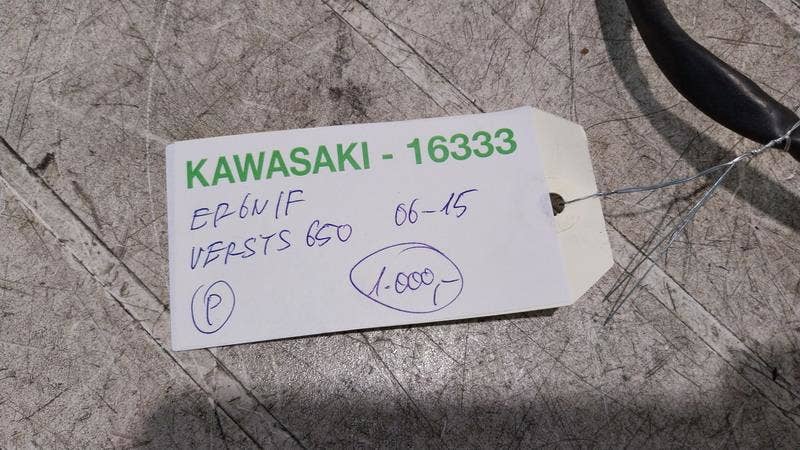 KAWASAKI - 16333
ER6N/F 06-15
VERSYS 650
P 1.000,-